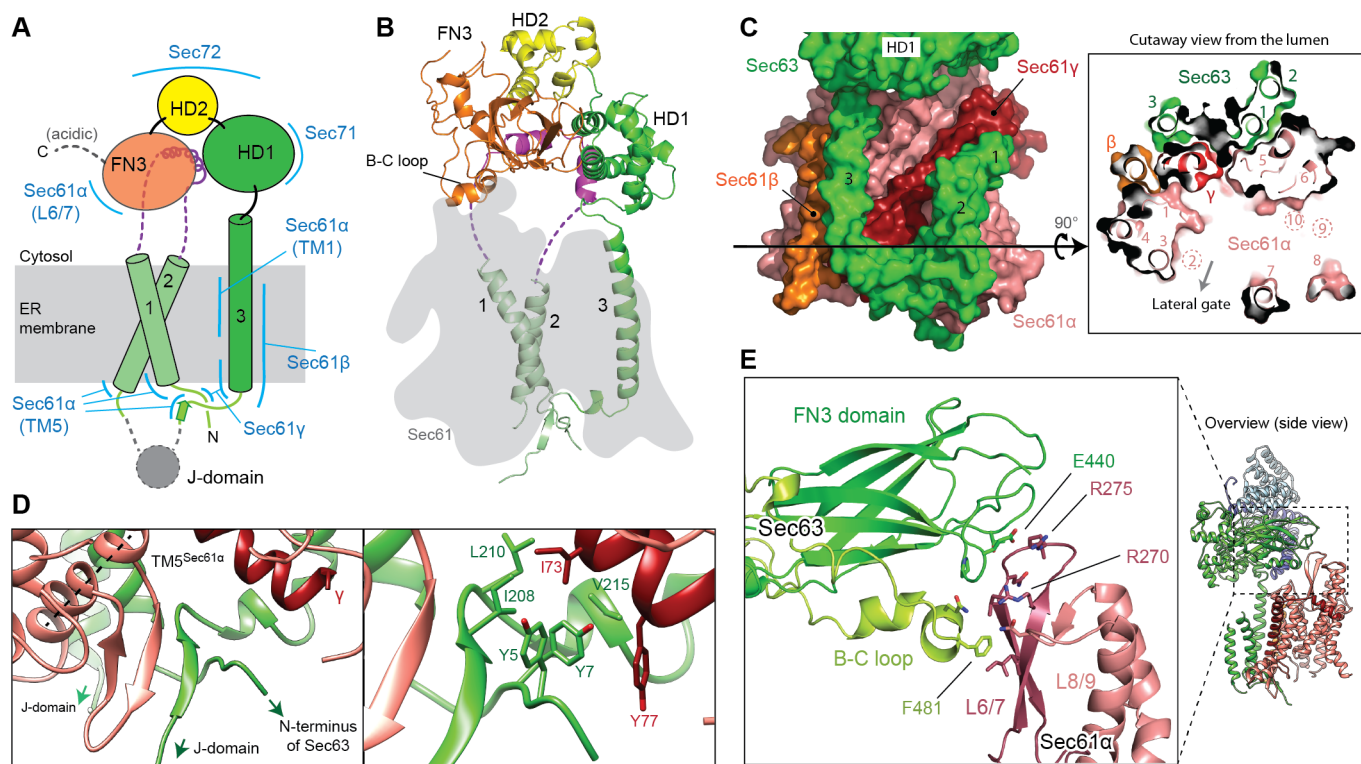 A
Sec72
HD2
(acidic)
C
FN3
HD1
Sec71
Sec61α
(L6/7)
Sec61α
(TM1)
Cytosol
ER
membrane
1
2
3
Sec61β
Sec61α
(TM5)
N
Sec61γ
J-domain
B
FN3
HD2
HD1
B-C loop
1
2
3
Sec61
C
HD1
Sec63
Sec61γ
Sec61β
3
1
2
Sec61α
90°
Cutaway view from the lumen
Sec63
2
3
1
β
γ
5
6
1
4
3
2
10
9
Sec61α
7
8
Lateral gate
D
TM5Sec61α
γ
J-domain
J-domain
N-terminus
of Sec63
L210
I73
V215
I208
Y5
Y7
Y77
E
FN3 domain
E440
R275
Sec63
R270
B-C loop
F481
L6/7
L8/9
Sec61α
Overview (side view)